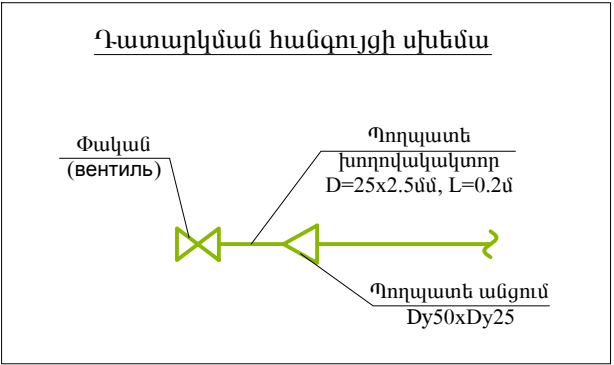 Դատարկման հանգույցի սխեմա
Փական
(вентиль)
Պողպատե
խողովակակտոր
D=25x2.5մմ, L=0.2մ
Պողպատե անցում
Dy50xDy25